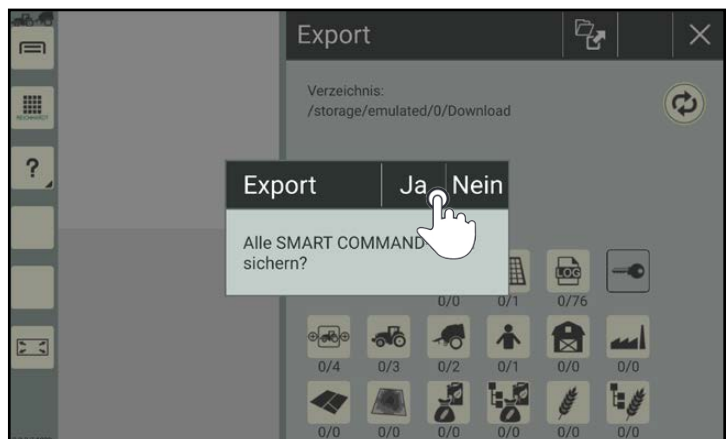 Export
Verzeichnis:
/storage/emulated/0/Download
REICHHARDT
?
Export Ja Nein
Alle SMART COMMAND
sichern?
LOG
0/0 0/1 0/76
0/4 0/3 0/2 0/1 0/0 0/0
0/0 0/0 0/0 0/0 0/0 0/0